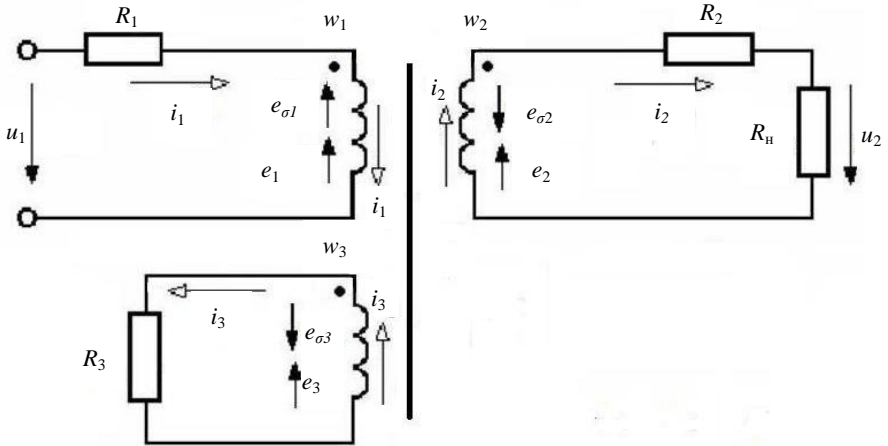 R1 w1 w2 R2
i1 eσ1 i2 eσ2 i2
u1 Rн u2
e1 e2
i1
w3
i3 i3
eσ3
R3 e3